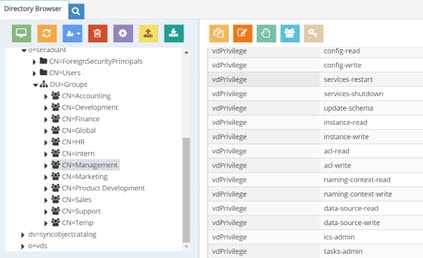 Directory Browser
o=seradiant
CN=ForeignSecurityPrincipals
CN=Users
OU=Groups
CN=Accounting
CN=Development
CN=Finance
CN=Global
CN=HR
CN=Intern
CN=Management
CN=Marketing
CN=Product Development
CN=Sales
CN=Support
CN=Temp
dv=syncobjectcatalog
o=vds
vdPrivilege config-read
vdPrivilege config-write
vdPrivilege services-restart
vdPrivilege services-shutdown
vdPrivilege update-schema
vdPrivilege instance-read
vdPrivilege instance-write
vdPrivilege acl-read
vdPrivilege acl-write
vdPrivilege naming-context-read
vdPrivilege naming-context-write
vdPrivilege data-source-read
vdPrivilege data-source-write
vdPrivilege ics-admin
vdPrivilege tasks-admin